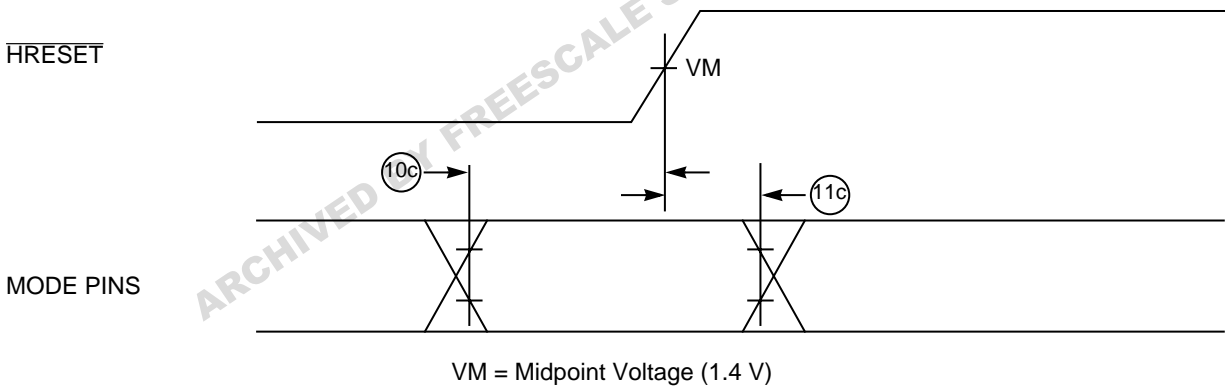 HRESET
VM
10c
11c
MODE PINS
VM = Midpoint Voltage (1.4 V)
ARCHIVED BY FREESCALE